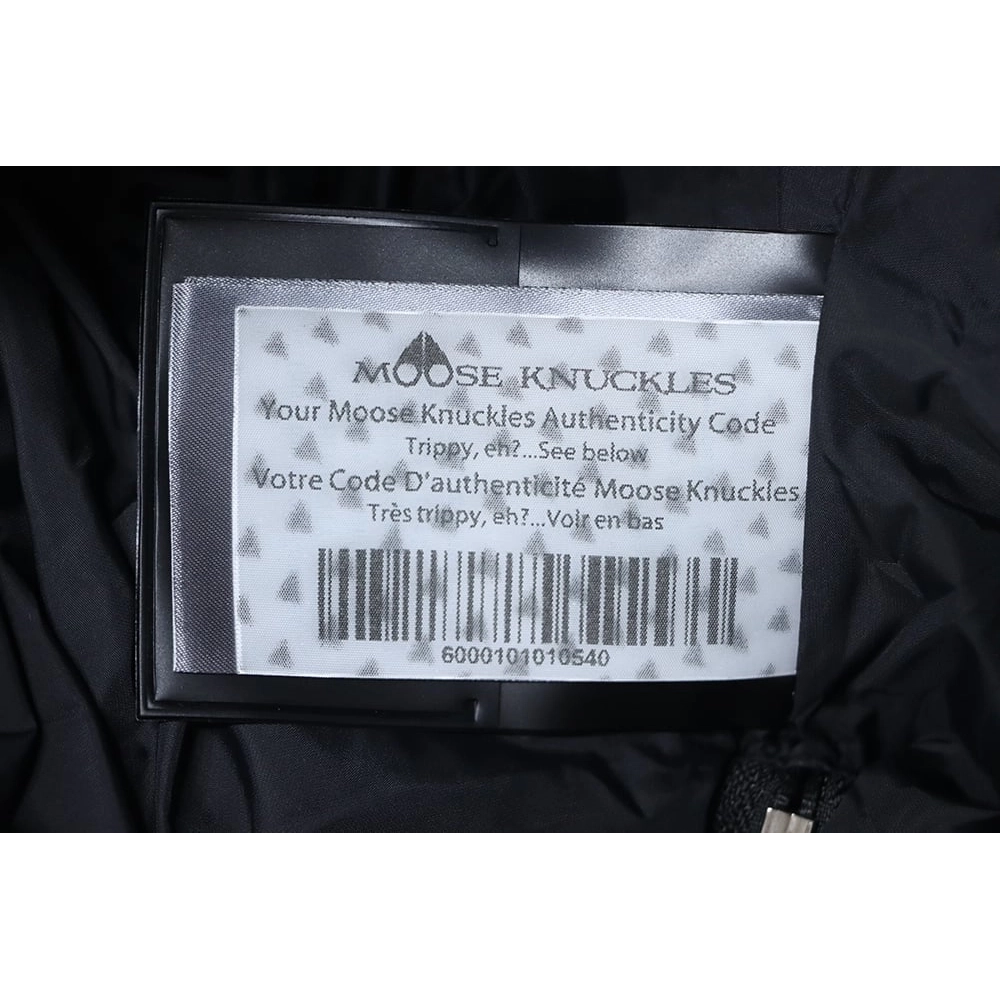 MOOSE KNUCKLES
Your Moose Knuckles Authenticity Code
Trippy, eh?...See below
Votre Code D'authenticité Moose Knuckles
Très trippy, eh?...Voir en bas
6000101010540